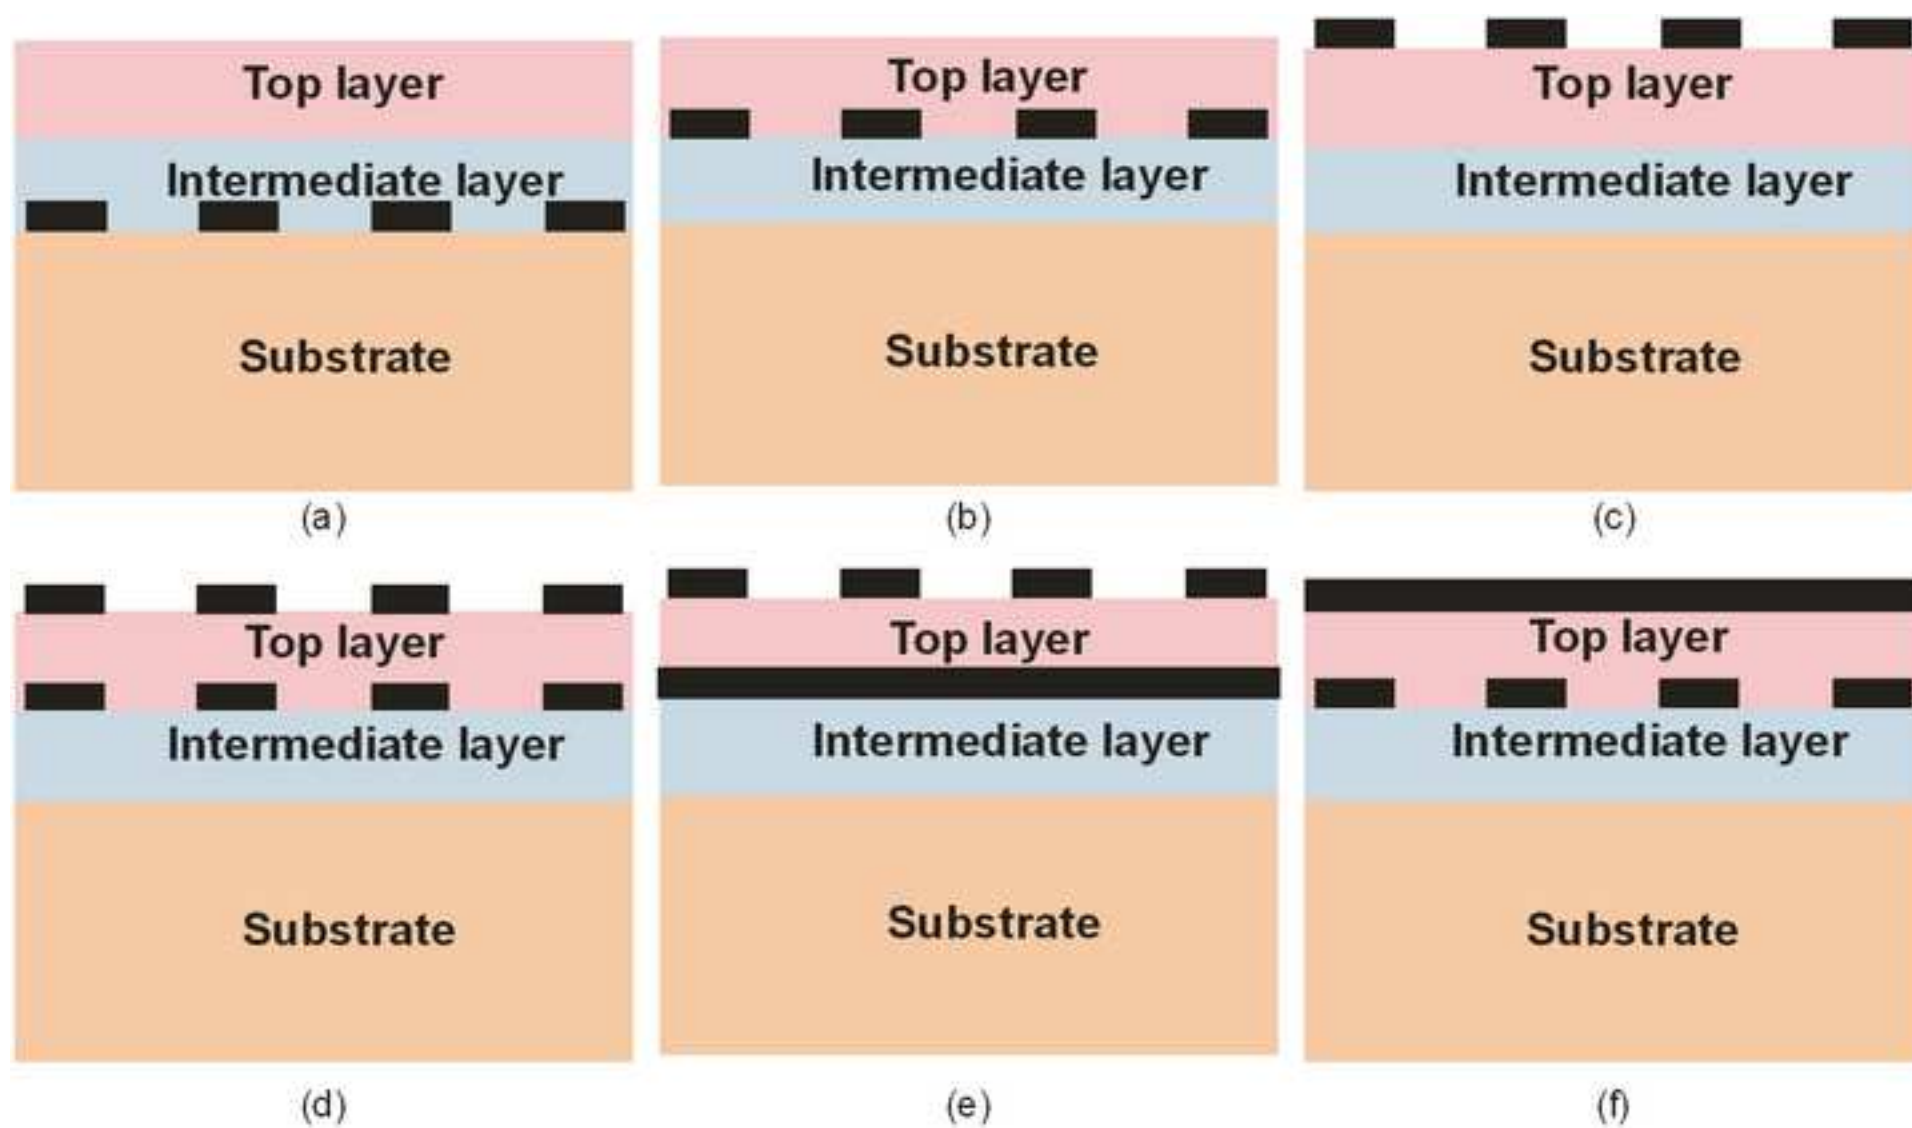 Top layer
Intermediate layer
Substrate
(a)
Top layer
Intermediate layer
Substrate
(b)
Top layer
Intermediate layer
Substrate
(c)
Top layer
Intermediate layer
Substrate
(d)
Top layer
Intermediate layer
Substrate
(e)
Top layer
Intermediate layer
Substrate
(f)